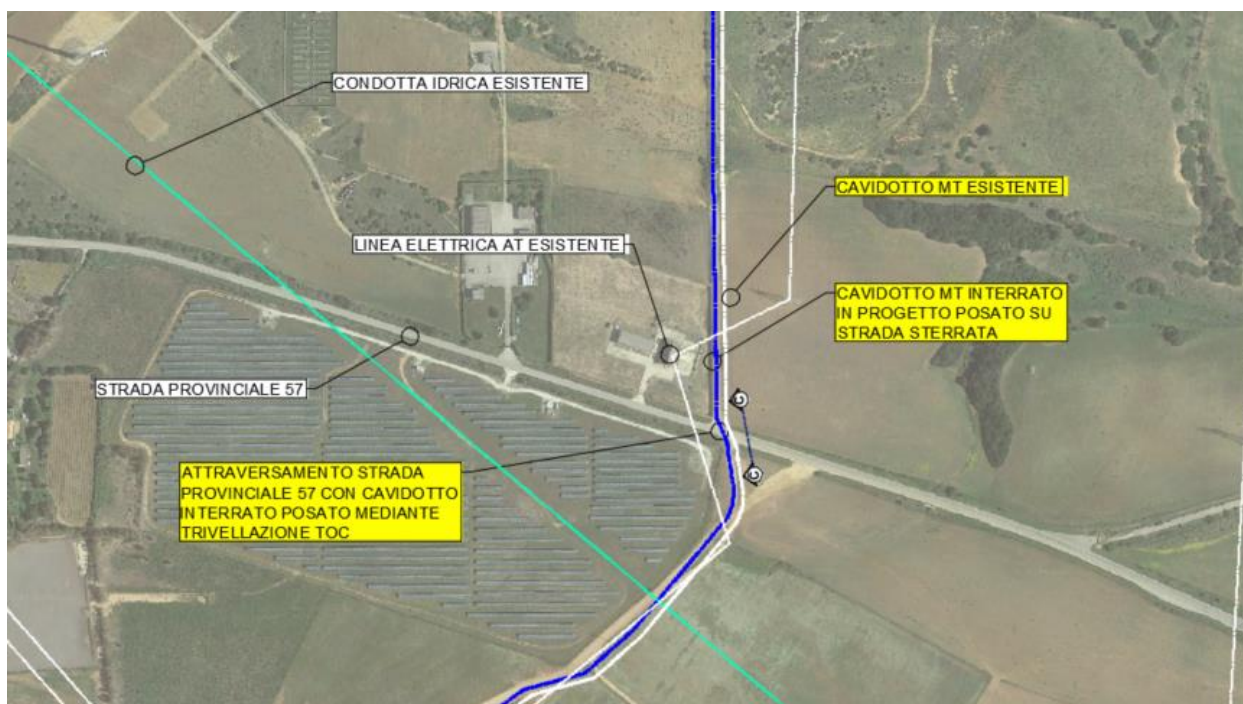 CONDOTTA IDRICA ESISTENTE
CAVIDOTTO MT ESISTENTE
LINEA ELETTRICA AT ESISTENTE
CAVIDOTTO MT INTERRATO
IN PROGETTO POSATO SU
STRADA STERRATA
STRADA PROVINCIALE 57
ATTRAVERSAMENTO STRADA
PROVINCIALE 57 CON CAVIDOTTO
INTERRATO POSATO MEDIANTE
TRIVELLAZIONE TOC
G
G